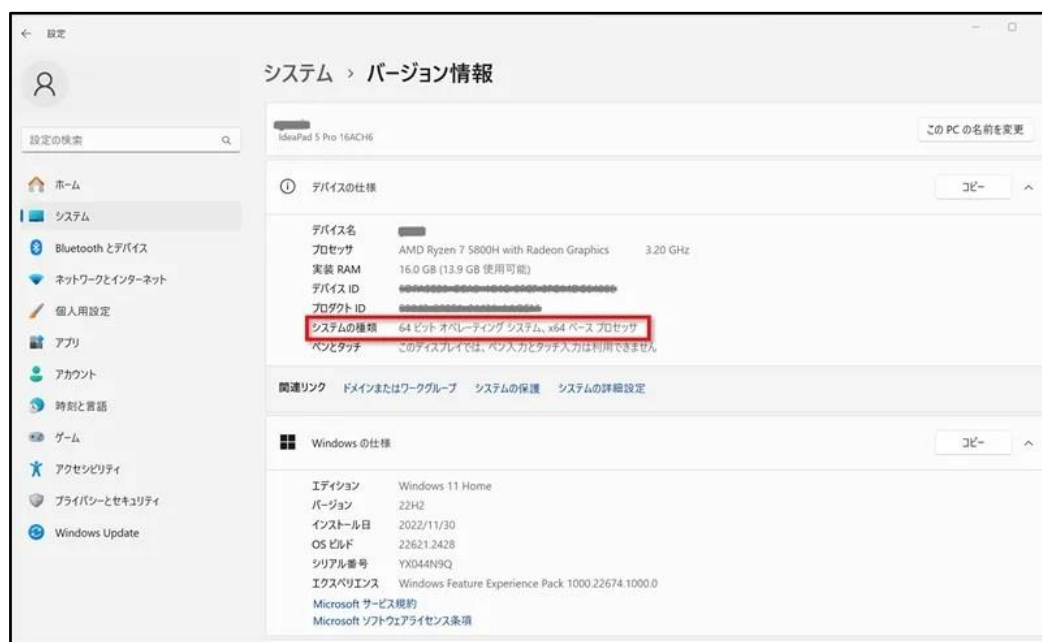 設定
システム › バージョン情報
IdeaPad 5 Pro 16ACH6
この PC の名前を変更
設定の検索
ホーム
システム
Bluetooth とデバイス
ネットワークとインターネット
個人用設定
アプリ
アカウント
時刻と言語
ゲーム
アクセシビリティ
プライバシーとセキュリティ
Windows Update
デバイスの仕様
コピー
デバイス名
プロセッサ AMD Ryzen 7 5800H with Radeon Graphics 3.20 GHz
実装 RAM 16.0 GB (13.9 GB 使用可能)
デバイス ID
プロダクト ID
システムの種類 64 ビット オペレーティング システム、x64 ベース プロセッサ
ペンとタッチ このディスプレイでは、ペン入力とタッチ入力は利用できません
関連リンク ドメインまたはワークグループ システムの保護 システムの詳細設定
Windows の仕様
コピー
エディション Windows 11 Home
バージョン 22H2
インストール日 2022/11/30
OS ビルド 22621.2428
シリアル番号 YX044N9Q
エクスペリエンス Windows Feature Experience Pack 1000.22674.1000.0
Microsoft サービス規約
Microsoft ソフトウェアライセンス条項